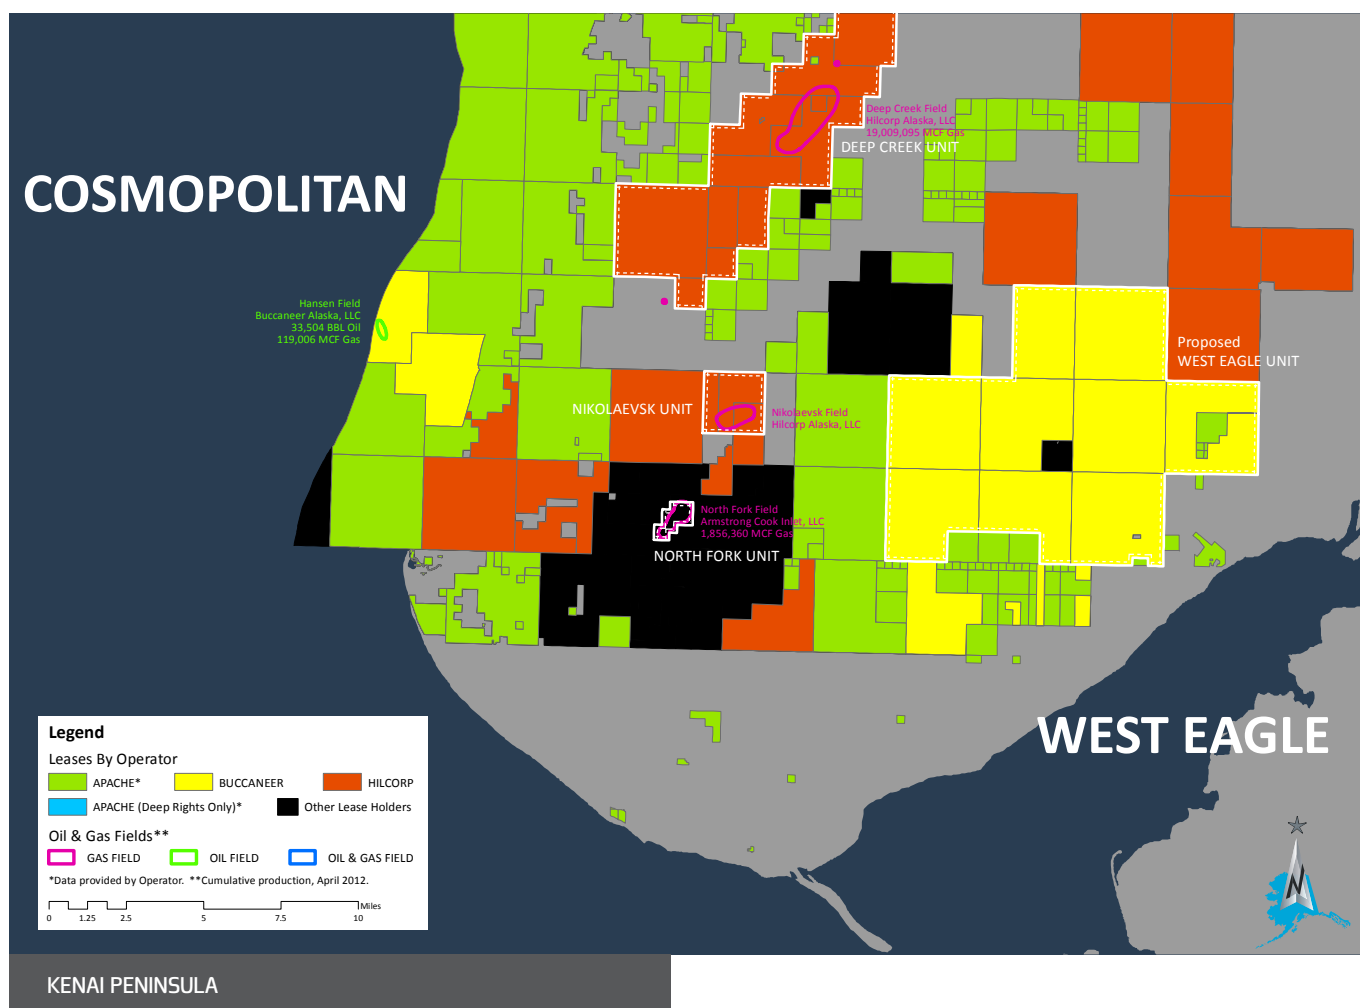 Deep Creek Field
Hilcorp Alaska, LLC
19,009,095 MCF Gas
DEEP CREEK UNIT
COSMOPOLITAN
Hansen Field
Buccaneer Alaska, LLC
33,504 BBL Oil
119,006 MCF Gas
Proposed
WEST EAGLE UNIT
NIKOLAEVSK UNIT
Nikolaevsk Field
Hilcorp Alaska, LLC
North Fork Field
Armstrong Cook Inlet, LLC
1,856,360 MCF Gas
NORTH FORK UNIT
WEST EAGLE
Legend
Leases By Operator
APACHE* BUCCANEER HILCORP
APACHE (Deep Rights Only)* Other Lease Holders
Oil & Gas Fields**
GAS FIELD OIL FIELD OIL & GAS FIELD
*Data provided by Operator. **Cumulative production, April 2012.
Miles
0 1.25 2.5 5 7.5 10
N
KENAI PENINSULA